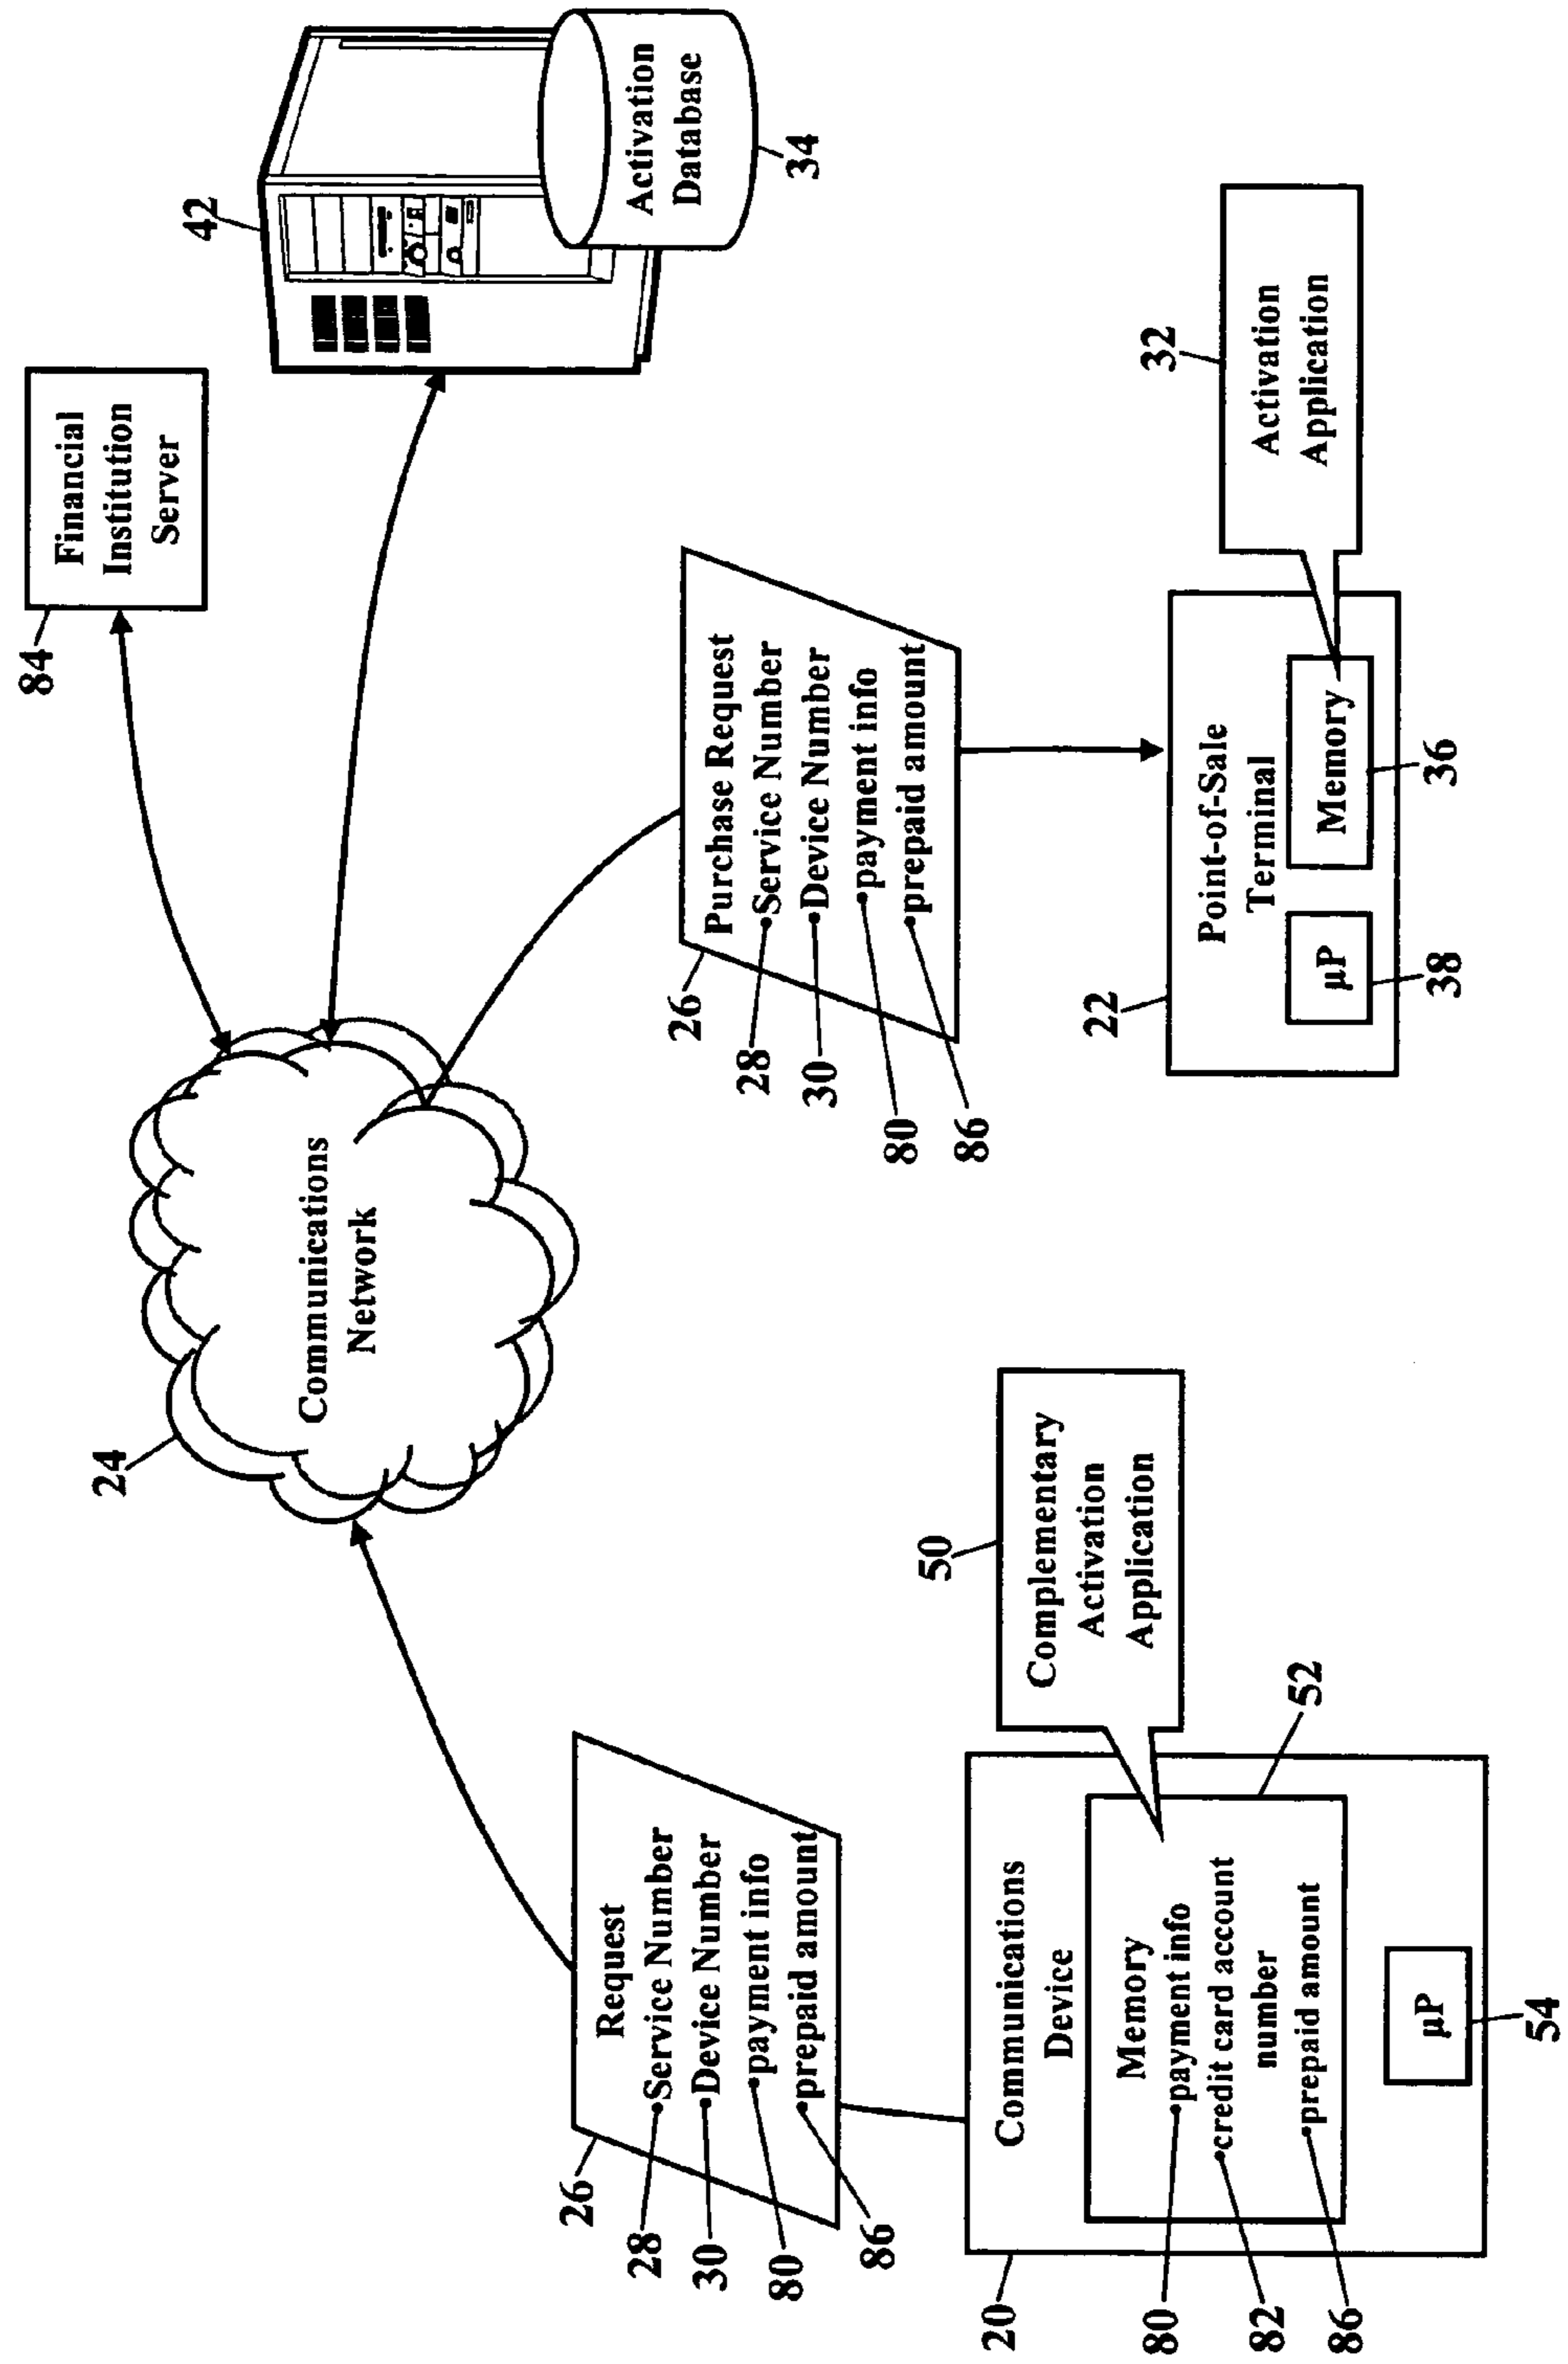 84
Financial
Institution
Server
42
Activation
Database
34
24
Communications
Network
26
Request
28
Service Number
30
Device Number
80
payment info
86
prepaid amount
26
Purchase Request
28
Service Number
30
Device Number
80
payment info
86
prepaid amount
20
Communications
Device
Memory
80
payment info
82
credit card account
number
86
prepaid amount
52
µP
54
50
Complementary
Activation
Application
22
Point-of-Sale
Terminal
µP
38
Memory
36
32
Activation
Application